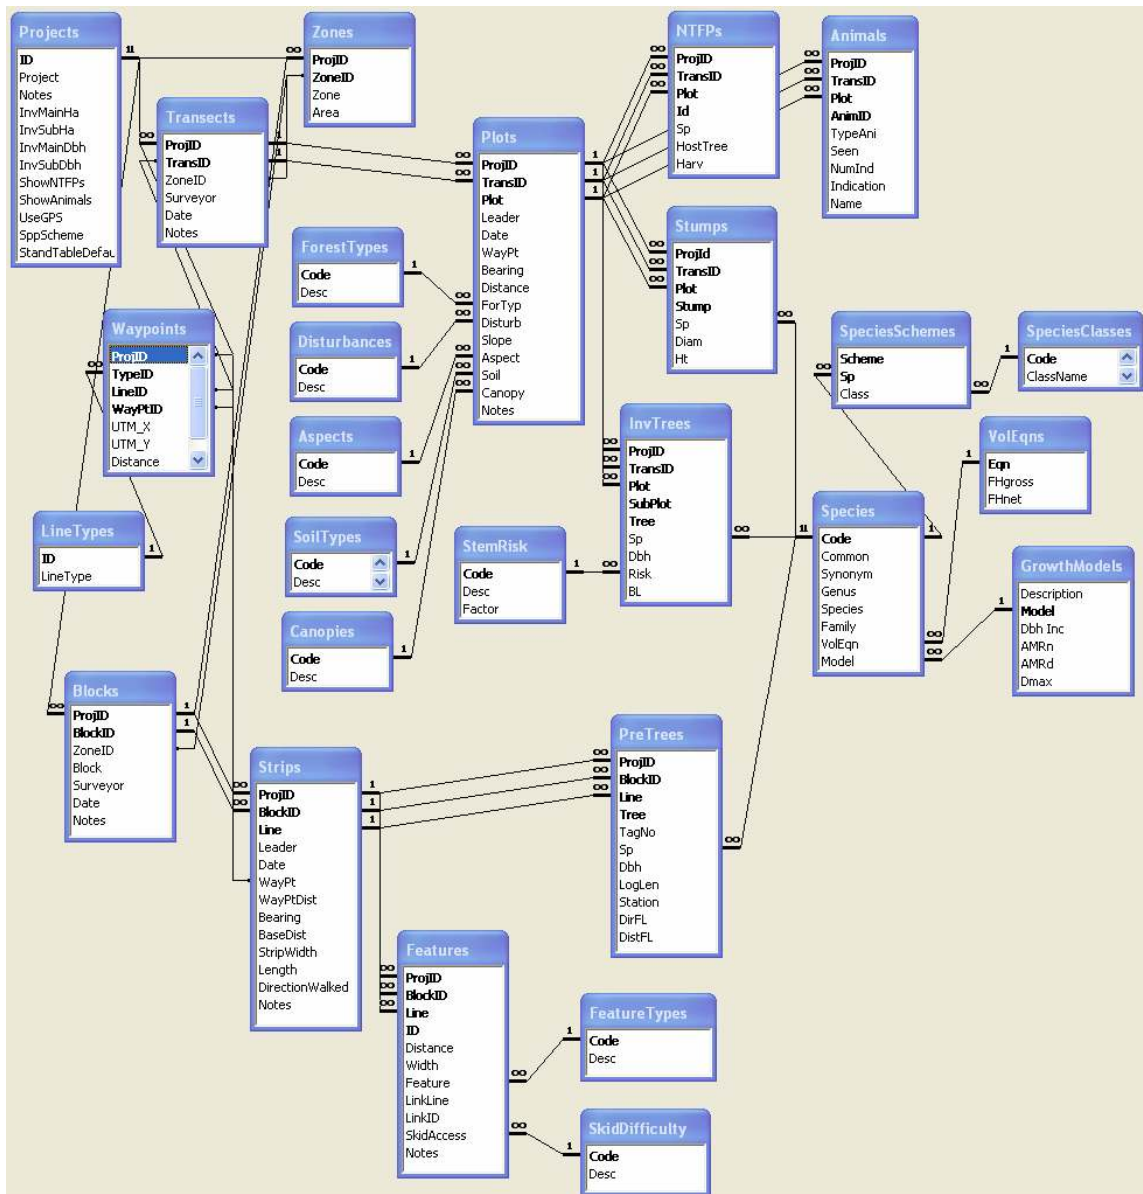 Projects
ID
Project
Notes
InvMainHa
InvSubHa
InvMainDbh
InvSubDbh
ShowNTFPs
ShowAnimals
UseGPS
SppScheme
StandTableDefau
Zones
ProjID
ZoneID
Zone
Area
Transects
ProjID
TransID
ZoneID
Surveyor
Date
Notes
Plots
ProjID
TransID
Plot
Leader
Date
WayPt
Bearing
Distance
ForTyp
Disturb
Slope
Aspect
Soil
Canopy
Notes
NTFPs
ProjID
TransID
Plot
Id
Sp
HostTree
Harv
Animals
ProjID
TransID
Plot
AnimID
TypeAni
Seen
NumInd
Indication
Name
Stumps
ProjId
TransID
Plot
Stump
Sp
Diam
Ht
ForestTypes
Code
Desc
Disturbances
Code
Desc
Aspects
Code
Desc
SoilTypes
Code
Desc
Canopies
Code
Desc
Waypoints
ProjID
TypeID
LineID
WayPtID
UTM_X
UTM_Y
Distance
LineTypes
ID
LineType
InvTrees
ProjID
TransID
Plot
SubPlot
Tree
Sp
Dbh
Risk
BL
StemRisk
Code
Desc
Factor
SpeciesSchemes
Scheme
Sp
Class
SpeciesClasses
Code
ClassName
VolEqns
Eqn
FHgross
FHnet
Species
Code
Common
Synonym
Genus
Species
Family
VolEqn
Model
GrowthModels
Description
Model
Dbh Inc
AMRn
AMRd
Dmax
Blocks
ProjID
BlockID
ZoneID
Block
Surveyor
Date
Notes
Strips
ProjID
BlockID
Line
Leader
Date
WayPt
WayPtDist
Bearing
BaseDist
StripWidth
Length
DirectionWalked
Notes
PreTrees
ProjID
BlockID
Line
Tree
TagNo
Sp
Dbh
LogLen
Station
DirFL
DistFL
Features
ProjID
BlockID
Line
ID
Distance
Width
Feature
LinkLine
LinkID
SkidAccess
Notes
FeatureTypes
Code
Desc
SkidDifficulty
Code
Desc